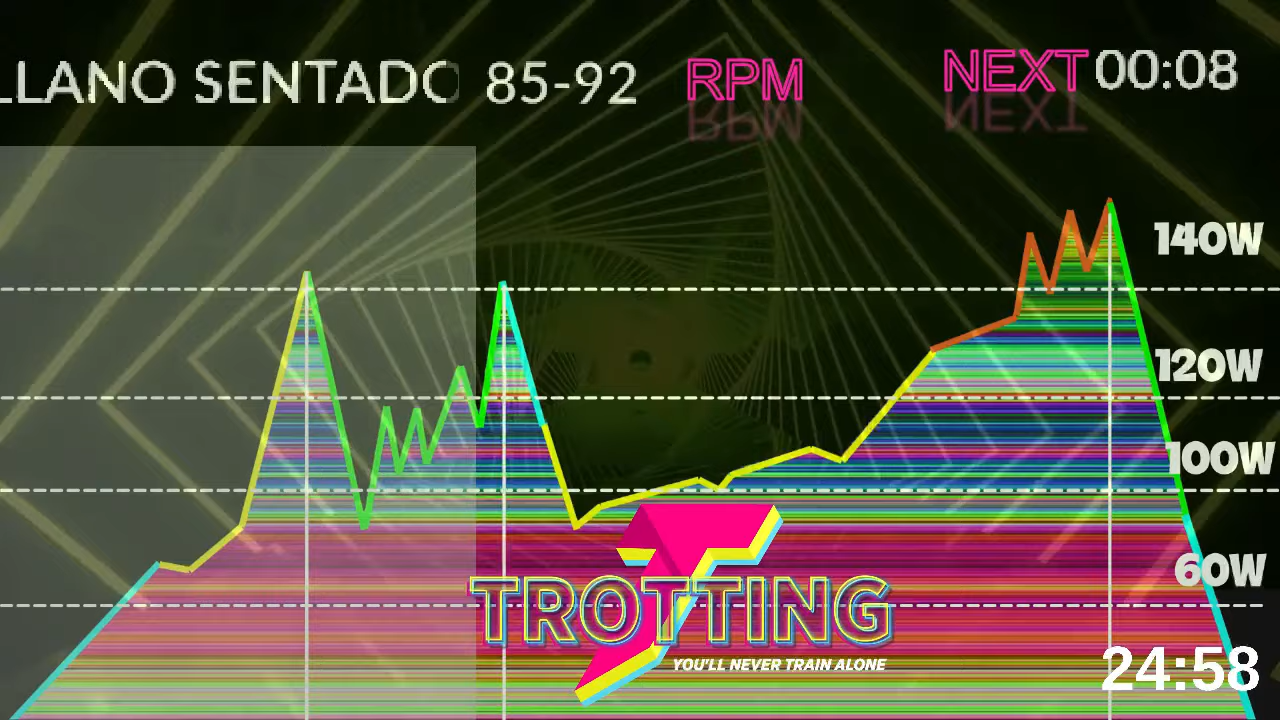 LLANO SENTADO 85-92 RPM NEXT 00:08
140W
120W
100W
60W
TROTTING
YOU'LL NEVER TRAIN ALONE
24:58